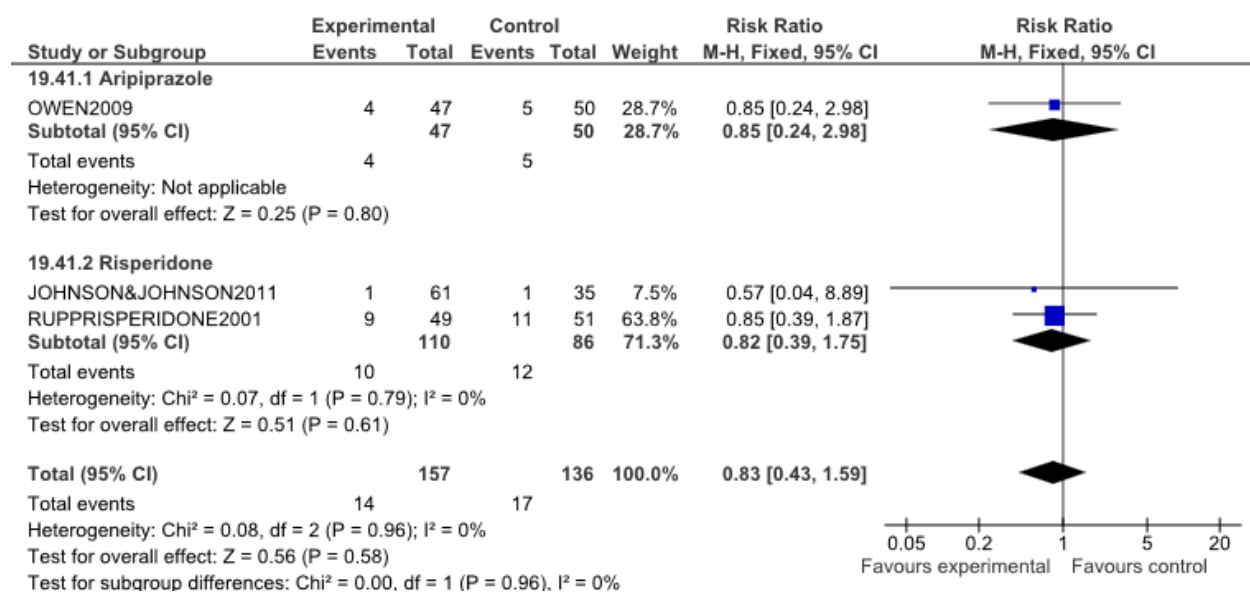 Experimental Control Risk Ratio Risk Ratio
Study or Subgroup Events Total Events Total Weight M-H, Fixed, 95% CI M-H, Fixed, 95% CI
19.41.1 Aripiprazole
OWEN2009 4 47 5 50 28.7% 0.85 [0.24, 2.98]
Subtotal (95% CI) 47 50 28.7% 0.85 [0.24, 2.98]
Total events 4 5
Heterogeneity: Not applicable
Test for overall effect: Z = 0.25 (P = 0.80)
19.41.2 Risperidone
JOHNSON&JOHNSON2011 1 61 1 35 7.5% 0.57 [0.04, 8.89]
RUPPRISPERIDONE2001 9 49 11 51 63.8% 0.85 [0.39, 1.87]
Subtotal (95% CI) 110 86 71.3% 0.82 [0.39, 1.75]
Total events 10 12
Heterogeneity: Chi² = 0.07, df = 1 (P = 0.79); I² = 0%
Test for overall effect: Z = 0.51 (P = 0.61)
Total (95% CI) 157 136 100.0% 0.83 [0.43, 1.59]
Total events 14 17
Heterogeneity: Chi² = 0.08, df = 2 (P = 0.96); I² = 0%
Test for overall effect: Z = 0.56 (P = 0.58)
Test for subgroup differences: Chi² = 0.00, df = 1 (P = 0.96), I² = 0%
0.05 0.2 1 5 20
Favours experimental Favours control